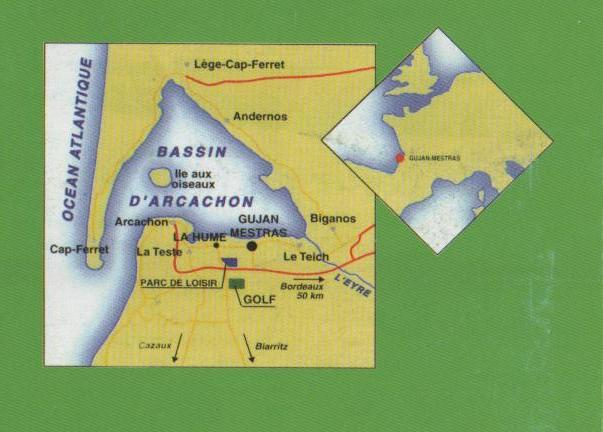 Lège-Cap-Ferret
OCEAN ATLANTIQUE
Andernos
BASSIN
Ile aux
oiseaux
D'ARCACHON
Arcachon
GUJAN
MESTRAS
Biganos
LA HUME
Cap-Ferret
La Teste
Le Teich
PARC DE LOISIR
GOLF
Bordeaux
50 km
L'EYRE
Cazaux
Biarritz
GUJAN-MESTRAS